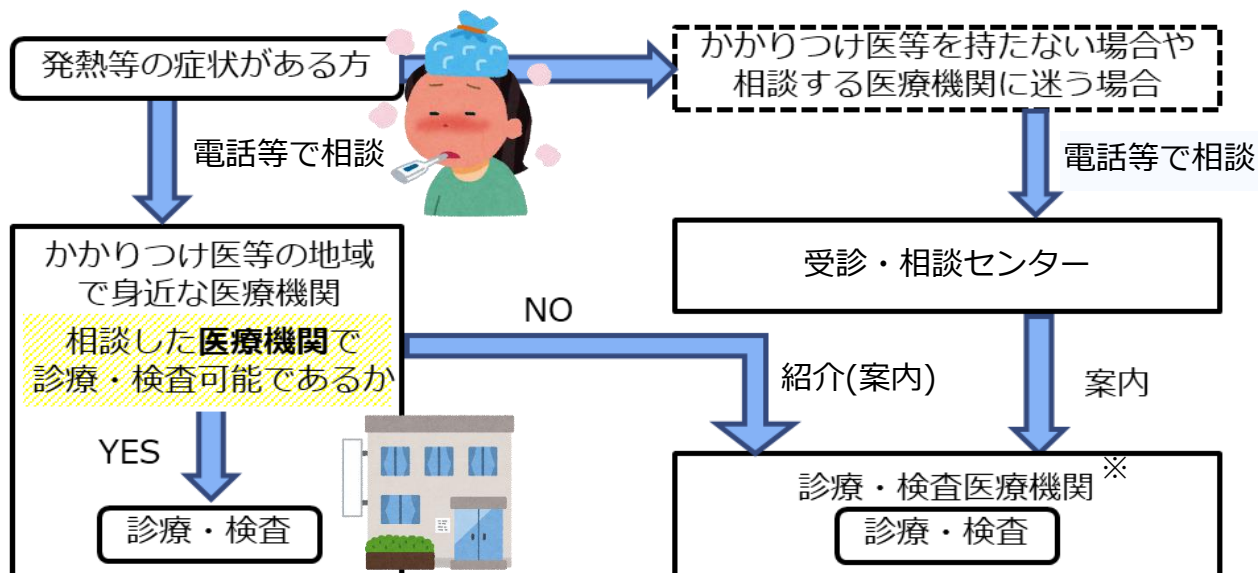 発熱等の症状がある方
かかりつけ医等を持たない場合や
相談する医療機関に迷う場合
電話等で相談
電話等で相談
かかりつけ医等の地域
で身近な医療機関
相談した医療機関で
診療・検査可能であるか
受診・相談センター
NO
紹介(案内)
案内
YES
診療・検査
診療・検査医療機関※
診療・検査